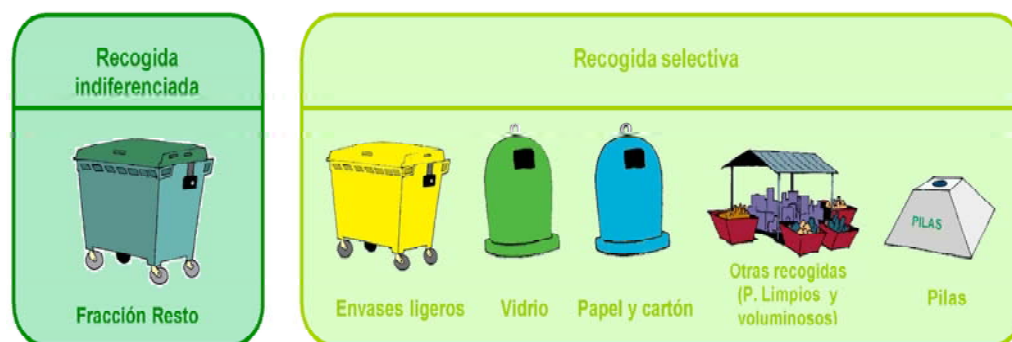 Recogida
indiferenciada
Recogida selectiva
PILAS
Fracción Resto
Envases ligeros
Vidrio
Papel y cartón
Otras recogidas
(P. Limpios y
voluminosos)
Pilas